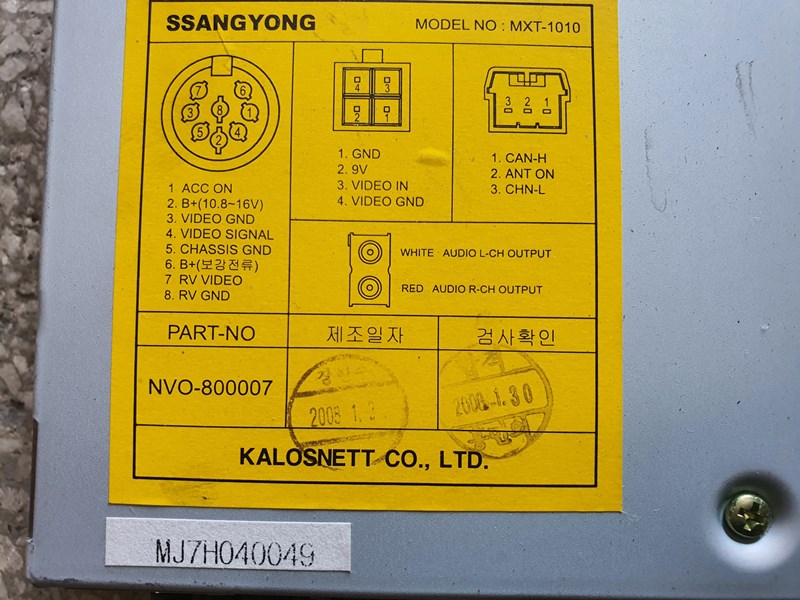 SSANGYONG MODEL NO : MXT-1010
7 6
3 8 1
5 4
2
4 3
2 1
3 2 1
1 ACC ON
2. B+(10.8~16V)
3. VIDEO GND
4. VIDEO SIGNAL
5. CHASSIS GND
6. B+(보강전류)
7 RV VIDEO
8. RV GND
1. GND
2. 9V
3. VIDEO IN
4. VIDEO GND
1. CAN-H
2. ANT ON
3. CHN-L
WHITE AUDIO L-CH OUTPUT
RED AUDIO R-CH OUTPUT
PART-NO 제조일자 검사확인
NVO-800007
2008. 1. 3
2008. 1. 30
KALOSNETT CO., LTD.
MJ7H040049